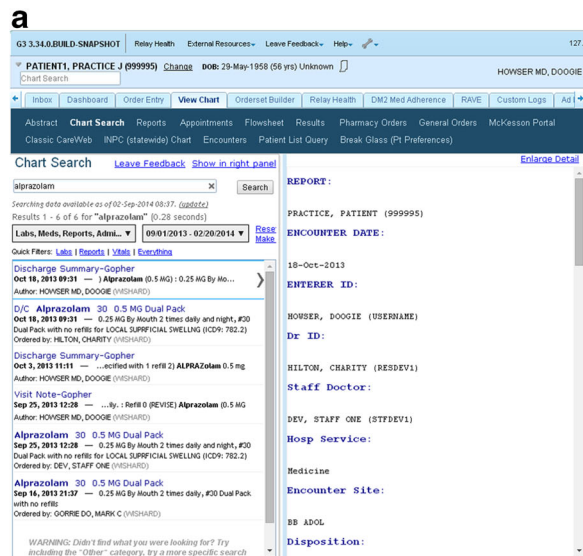 a
G3 3.34.0.BUILD-SNAPSHOT Relay Health External Resources Leave Feedback Help 127.
PATIENT1, PRACTICE J (999995) Change DOB: 29-May-1958 (56 yrs) Unknown
HOWSER MD, DOOGIE
Chart Search
Inbox Dashboard Order Entry View Chart Orderset Builder Relay Health DM2 Med Adherence RAVE Custom Logs Ad
Abstract Chart Search Reports Appointments Flowsheet Results Pharmacy Orders General Orders McKesson Portal
Classic CareWeb INPC (statewide) Chart Encounters Patient List Query Break Glass (Pt Preferences)
Chart Search Leave Feedback Show in right panel
alprazolam Search
Searching data available as of 02-Sep-2014 08:37. (update)
Results 1 - 6 of 6 for "alprazolam" (0.28 seconds)
Labs, Meds, Reports, Admi... ▼ 09/01/2013 - 02/20/2014 ▼ Rese
Make
Quick Filters: Labs | Reports | Vitals | Everything
Discharge Summary-Gopher
Oct 18, 2013 09:31 — ) Alprazolam (0.5 MG) : 0.25 MG By Mo...
Author: HOWSER MD, DOOGIE (WISHARD)
D/C Alprazolam 30 0.5 MG Dual Pack
Oct 18, 2013 09:31 — 0.25 MG By Mouth 2 times daily and night, #30
Dual Pack with no refills for LOCAL SUPRFICIAL SWELLNG (ICD9: 782.2)
Ordered by: HILTON, CHARITY (WISHARD)
Discharge Summary-Gopher
Oct 3, 2013 11:11 — ...ecified with 1 refill 2) ALPRAZolam 0.5 mg
Author: HOWSER MD, DOOGIE (WISHARD)
Visit Note-Gopher
Sep 25, 2013 12:28 — ...ily. : Refill 0 (REVISE) Alprazolam (0.5 MG
Author: HOWSER MD, DOOGIE (WISHARD)
Alprazolam 30 0.5 MG Dual Pack
Sep 25, 2013 12:28 — 0.25 MG By Mouth 2 times daily and night, #30
Dual Pack with no refills for LOCAL SUPRFICIAL SWELLNG (ICD9: 782.2)
Ordered by: DEV, STAFF ONE (WISHARD)
Alprazolam 30 0.5 MG Dual Pack
Sep 16, 2013 21:37 — 0.25 MG By Mouth 2 times daily, #30 Dual Pack
with no refills
Ordered by: GORRIE DO, MARK C (WISHARD)
WARNING: Didn't find what you were looking for? Try
including the "Other" category, try a more specific search
Enlarge Detail
REPORT:
PRACTICE, PATIENT (999995)
ENCOUNTER DATE:
18-Oct-2013
ENTERER ID:
HOWSER, DOOGIE (USERNAME)
Dr ID:
HILTON, CHARITY (RESDEV1)
Staff Doctor:
DEV, STAFF ONE (STFDEV1)
Hosp Service:
Medicine
Encounter Site:
BB ADOL
Disposition: